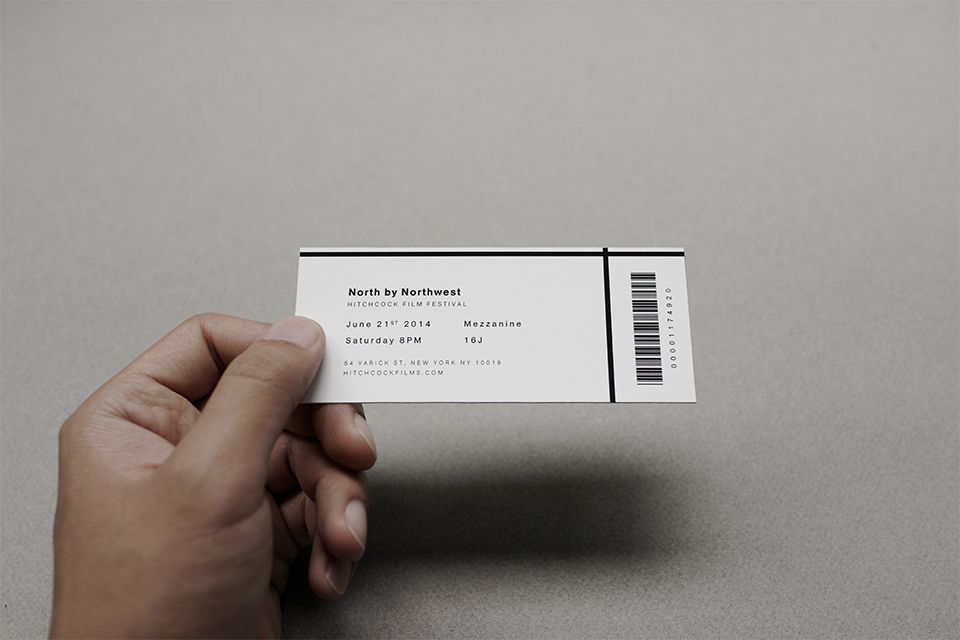 North by Northwest
HITCHCOCK FILM FESTIVAL
June 21ST 2014 Mezzanine
Saturday 8PM 16J
54 VARICK ST, NEW YORK NY 10019
HITCHCOCKFILMS.COM
00001174920